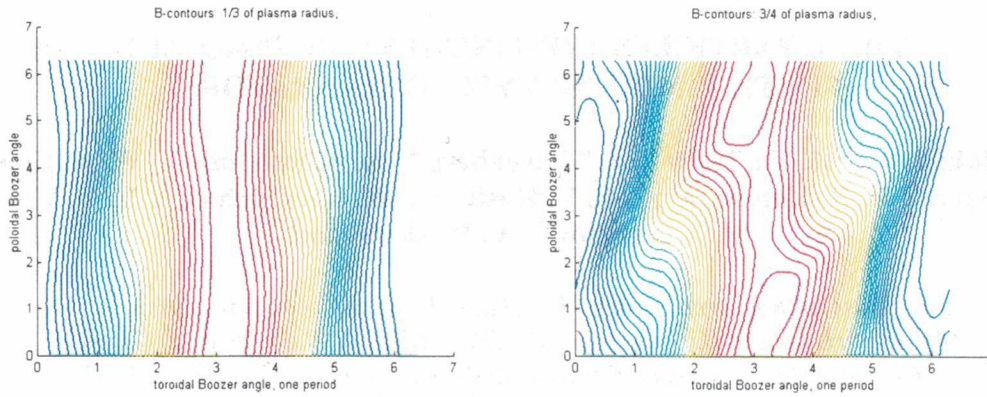 B-contours 1/3 of plasma radius,
7
6
5
4
3
2
1
0
poloidal Boozer angle
0 1 2 3 4 5 6 7
toroidal Boozer angle, one period
B-contours: 3/4 of plasma radius,
7
6
5
4
3
2
1
0
poloidal Boozer angle
0 1 2 3 4 5 6
toroidal Boozer angle, one period